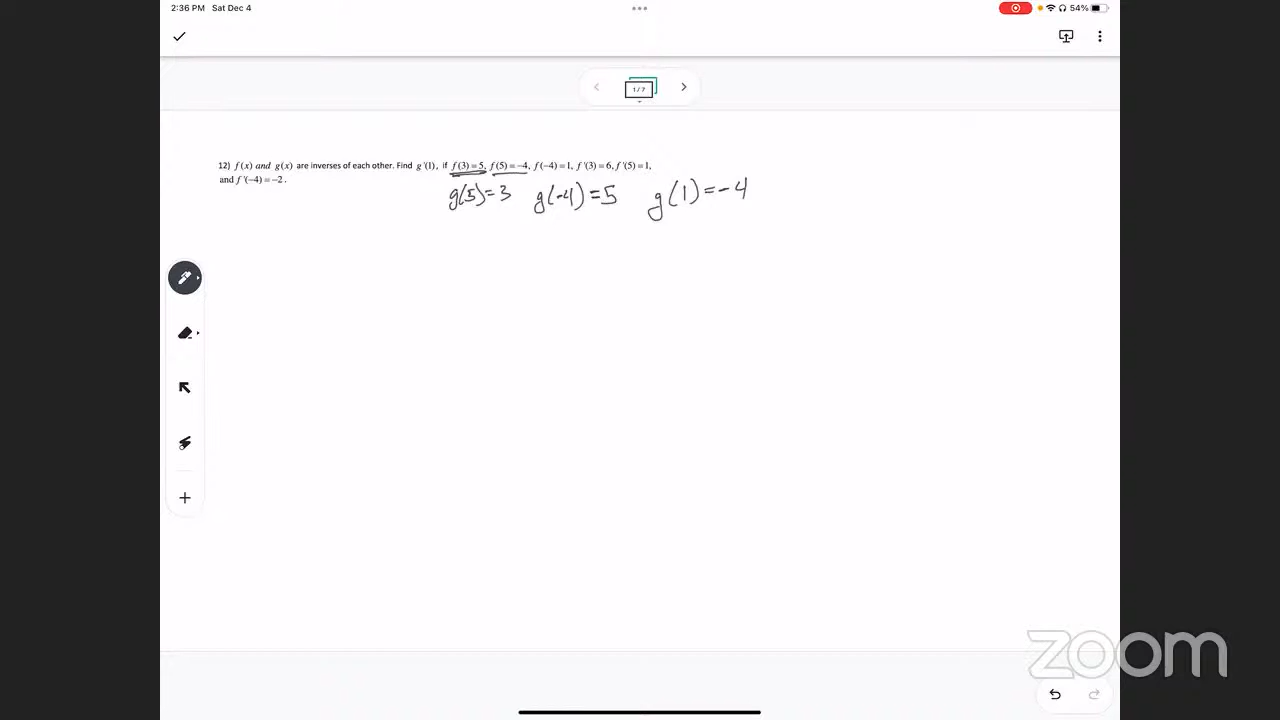 2:36 PM Sat Dec 4
54%
1/7
12) f(x) and g(x) are inverses of each other. Find g'(1), if f(3)=5, f(5)=-4, f(-4)=1, f'(3)=6, f'(5)=1,
and f'(-4)=-2.
g(5)=3 g(-4)=5 g(1)=-4
zoom